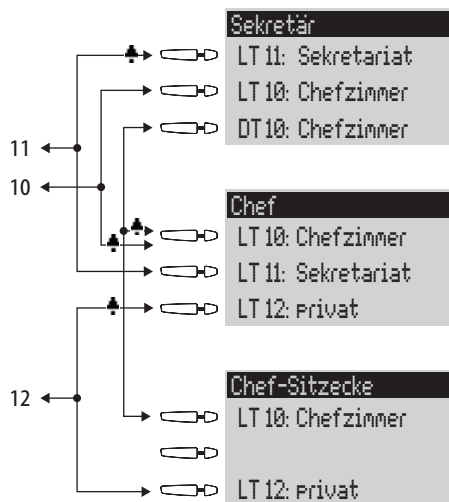 Sekretär
LT 11: Sekretariat
LT 10: Chefzimmer
DT 10: Chefzimmer
11
10
Chef
LT 10: Chefzimmer
LT 11: Sekretariat
LT 12: privat
12
Chef-Sitzecke
LT 10: Chefzimmer
LT 12: privat